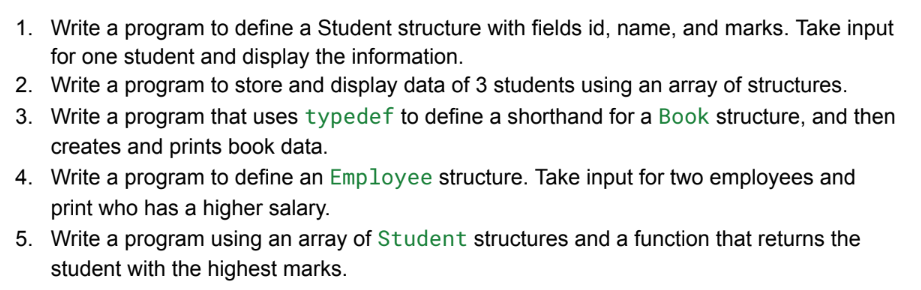 1. Write a program to define a Student structure with fields id, name, and marks. Take input
for one student and display the information.
2. Write a program to store and display data of 3 students using an array of structures.
3. Write a program that uses typedef to define a shorthand for a Book structure, and then
creates and prints book data.
4. Write a program to define an Employee structure. Take input for two employees and
print who has a higher salary.
5. Write a program using an array of Student structures and a function that returns the
student with the highest marks.